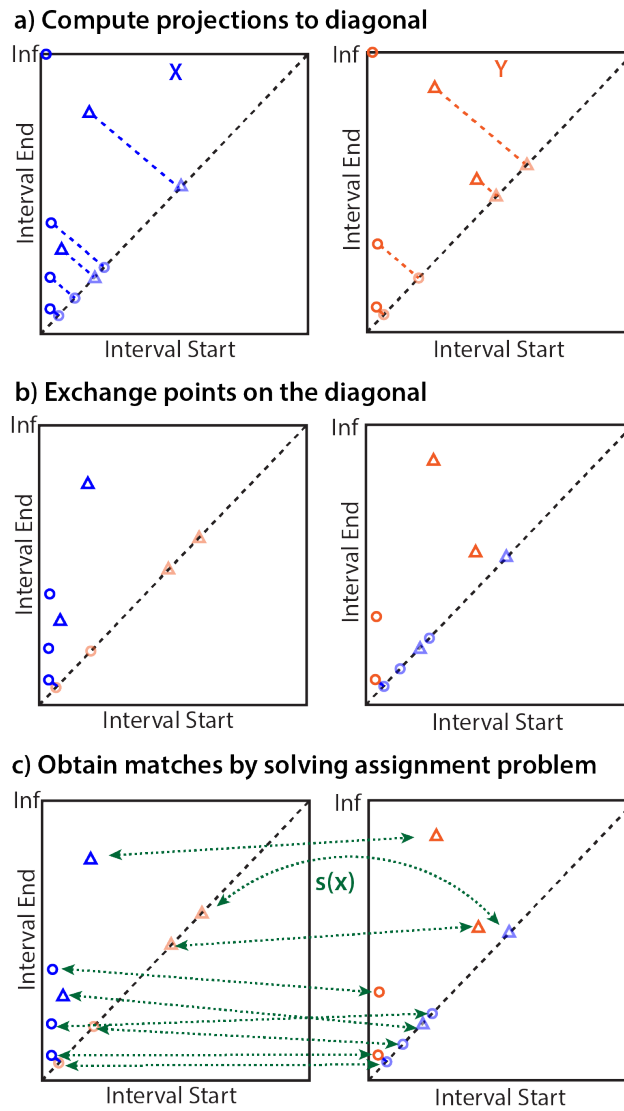 a) Compute projections to diagonal
Inf
X
Interval End
Interval Start
Inf
Y
Interval End
Interval Start
b) Exchange points on the diagonal
Inf
Interval End
Interval Start
Inf
Interval End
Interval Start
c) Obtain matches by solving assignment problem
Inf
Interval End
Interval Start
s(x)
Inf
Interval Start